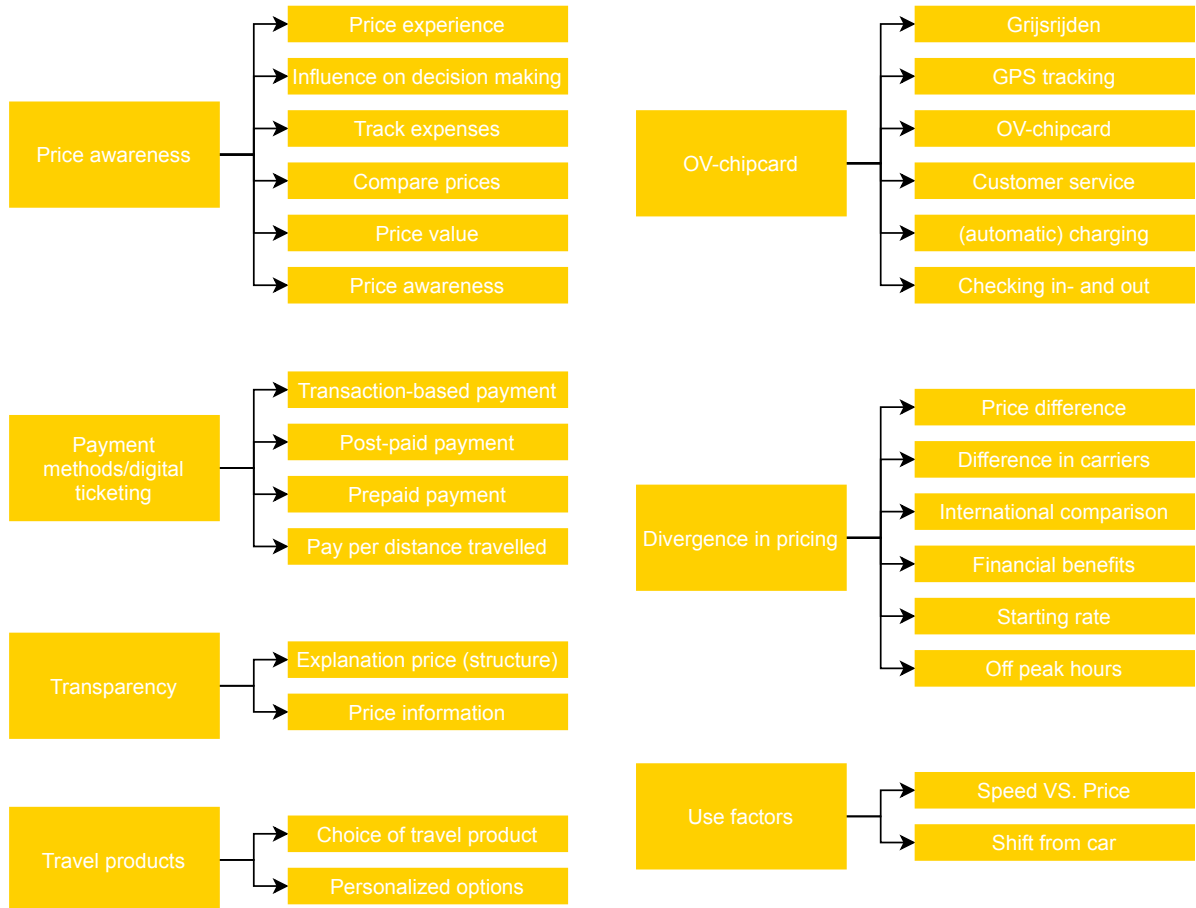 Price awareness
Price experience
Influence on decision making
Track expenses
Compare prices
Price value
Price awareness
Payment
methods/digital
ticketing
Transaction-based payment
Post-paid payment
Prepaid payment
Pay per distance travelled
Transparency
Explanation price (structure)
Price information
Travel products
Choice of travel product
Personalized options
OV-chipcard
Grijsrijden
GPS tracking
OV-chipcard
Customer service
(automatic) charging
Checking in- and out
Divergence in pricing
Price difference
Difference in carriers
International comparison
Financial benefits
Starting rate
Off peak hours
Use factors
Speed VS. Price
Shift from car